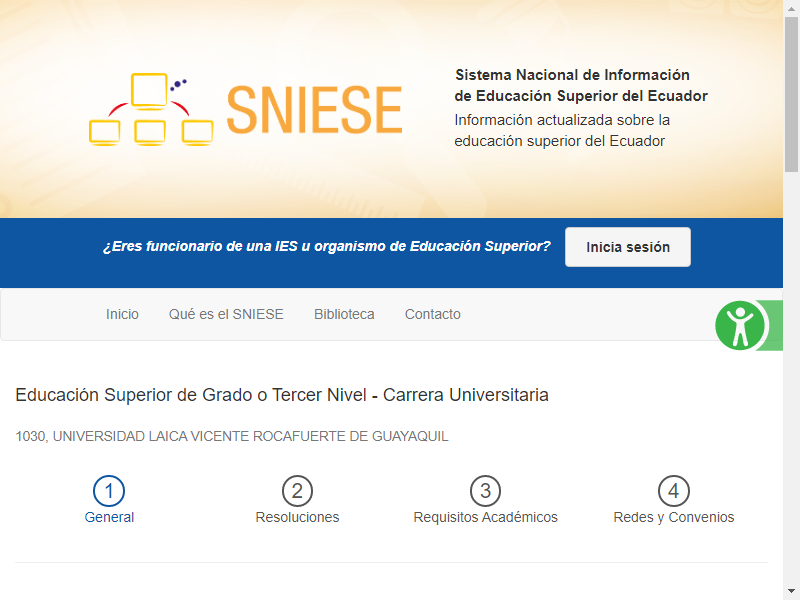 SNIESE
Sistema Nacional de Información
de Educación Superior del Ecuador
Información actualizada sobre la
educación superior del Ecuador
¿Eres funcionario de una IES u organismo de Educación Superior?
Inicia sesión
Inicio
Qué es el SNIESE
Biblioteca
Contacto
Educación Superior de Grado o Tercer Nivel - Carrera Universitaria
1030, UNIVERSIDAD LAICA VICENTE ROCAFUERTE DE GUAYAQUIL
1
General
2
Resoluciones
3
Requisitos Académicos
4
Redes y Convenios